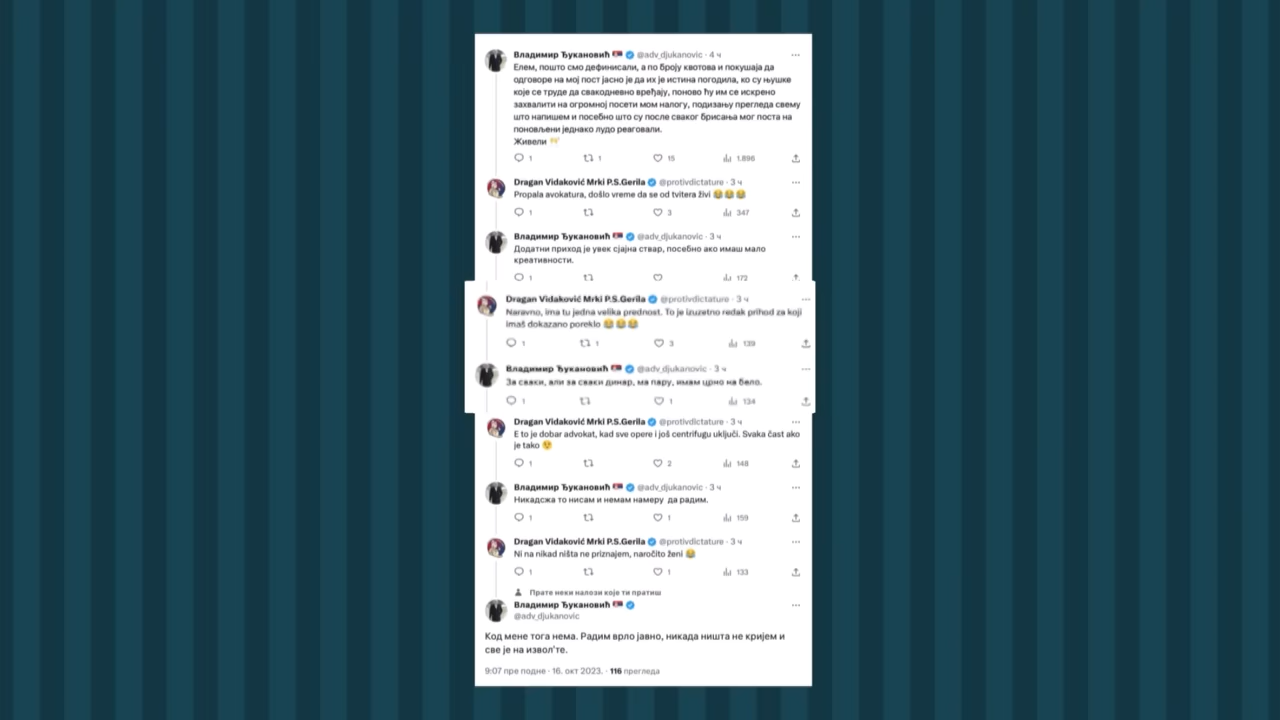 Владимир Ђукановић @adv_djukanovic · 4 ч
Елем, пошто смо дефинисали, а по броју квотова и покушаја да
одговоре на мој пост јасно је да их је истина погодила, ко су њушке
које се труде да свакодневно вређају, поново ћу им се искрено
захвалити на огромној посети мом налогу, подизању прегледа свему
што напишем и посебно што су после сваког брисања мог поста на
поновљени једнако лудо реаговали.
Живели 🥂
1 1 15 1.896
Dragan Vidaković Mrki P.S.Gerila @protivdictature · 3 ч
Propala avokatura, došlo vreme da se od tvitera živi 😂😂😂
1 3 347
Владимир Ђукановић @adv_djukanovic · 3 ч
Додатни приход је увек сјајна ствар, посебно ако имаш мало
креативности.
1 172
Dragan Vidaković Mrki P.S.Gerila @protivdictature · 3 ч
Naravno, ima tu jedna velika prednost. To je izuzetno redak prihod za koji
imaš dokazano poreklo 😂😂😂
1 1 3 139
Владимир Ђукановић @adv_djukanovic · 3 ч
За сваки, али за сваки динар, ма пару, имам црно на бело.
1 1 134
Dragan Vidaković Mrki P.S.Gerila @protivdictature · 3 ч
E to je dobar advokat, kad sve opere i još centrifugu uključi. Svaka čast ako
je tako
1 2 148
Владимир Ђукановић @adv_djukanovic · 3 ч
Никадсжа то нисам и немам намеру да радим.
1 1 159
Dragan Vidaković Mrki P.S.Gerila @protivdictature · 3 ч
Ni na nikad ništa ne priznajem, naročito ženi 😂
1 1 133
Прате неки налози које ти пратиш
Владимир Ђукановић
@adv_djukanovic
Код мене тога нема. Радим врло јавно, никада ништа не кријем и
све је на извол'те.
9:07 пре подне · 16. окт 2023. · 116 прегледа